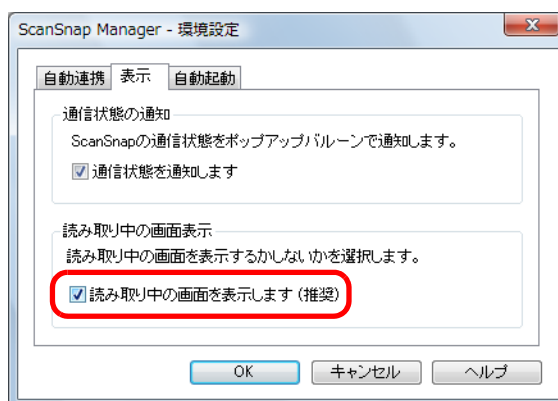 ScanSnap Manager - 環境設定
自動連携 表示 自動起動
通信状態の通知
ScanSnapの通信状態をポップアップバルーンで通知します。
通信状態を通知します
読み取り中の画面表示
読み取り中の画面を表示するかしないかを選択します。
読み取り中の画面を表示します(推奨)
OK キャンセル ヘルプ